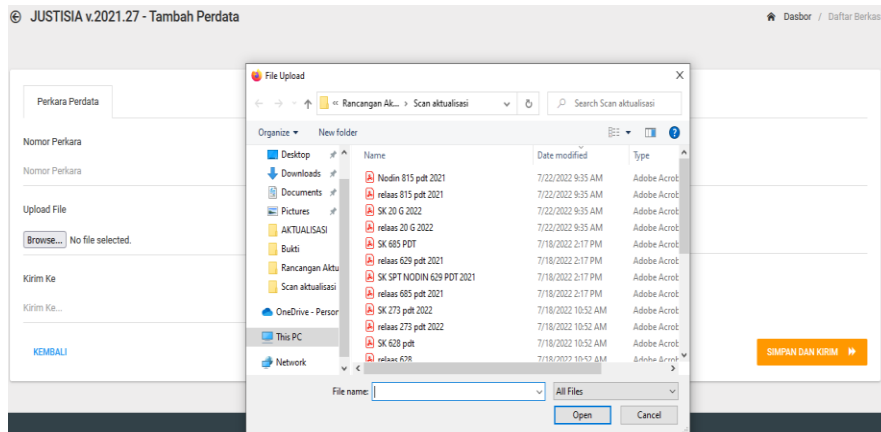 JUSTISIA v.2021.27 - Tambah Perdata
Dasbor / Daftar Berkas
Perkara Perdata
Nomor Perkara
Nomor Perkara
Upload File
Browse... No file selected.
Kirim Ke
Kirim Ke...
KEMBALI
SIMPAN DAN KIRIM
File Upload
« Rancangan Ak... › Scan aktualisasi
Search Scan aktualisasi
Organize
New folder
Desktop
Downloads
Documents
Pictures
AKTUALISASI
Bukti
Rancangan Aktu
Scan aktualisasi
OneDrive - Person
This PC
Network
Name Date modified Type
Nodin 815 pdt 2021 7/22/2022 9:35 AM Adobe Acrob
relaas 815 pdt 2021 7/22/2022 9:35 AM Adobe Acrob
SK 20 G 2022 7/22/2022 9:35 AM Adobe Acrob
relaas 20 G 2022 7/22/2022 9:35 AM Adobe Acrob
SK 685 PDT 7/18/2022 2:17 PM Adobe Acrob
relaas 629 pdt 2021 7/18/2022 2:17 PM Adobe Acrob
SK SPT NODIN 629 PDT 2021 7/18/2022 2:17 PM Adobe Acrob
relaas 685 pdt 2021 7/18/2022 2:17 PM Adobe Acrob
SK 273 pdt 2022 7/18/2022 10:52 AM Adobe Acrob
relaas 273 pdt 2022 7/18/2022 10:52 AM Adobe Acrob
SK 628 pdt 7/18/2022 10:52 AM Adobe Acrob
relaas 628 7/18/2022 10:52 AM Adobe Acrob
File name:
All Files
Open
Cancel